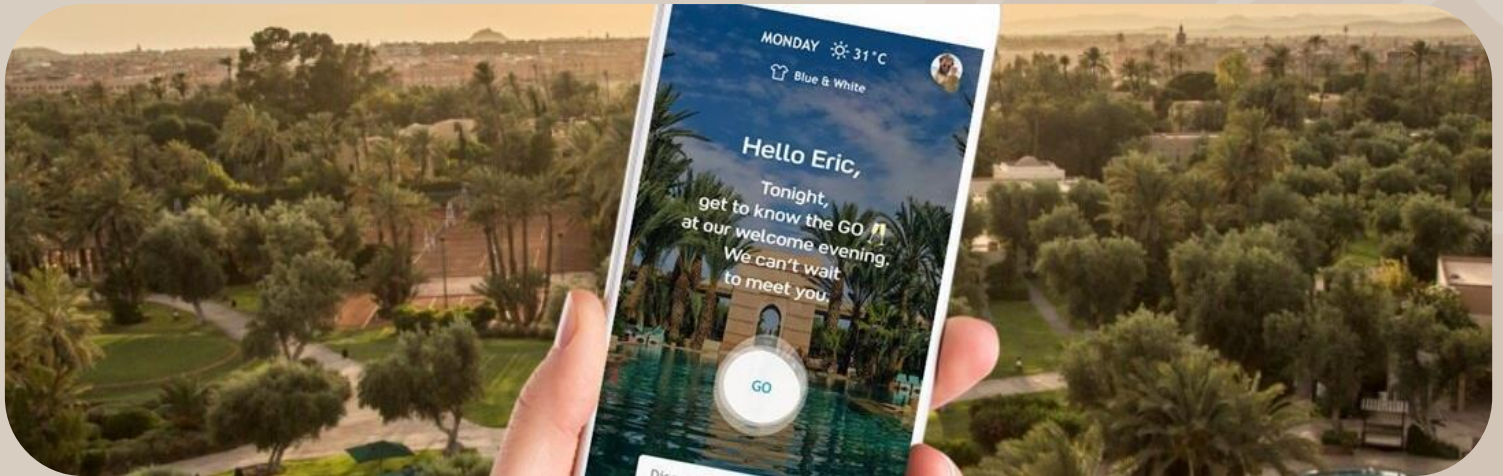 MONDAY 31°C
Blue & White
Hello Eric,
Tonight,
get to know the GO 🥂
at our welcome evening.
We can't wait
to meet you.
GO